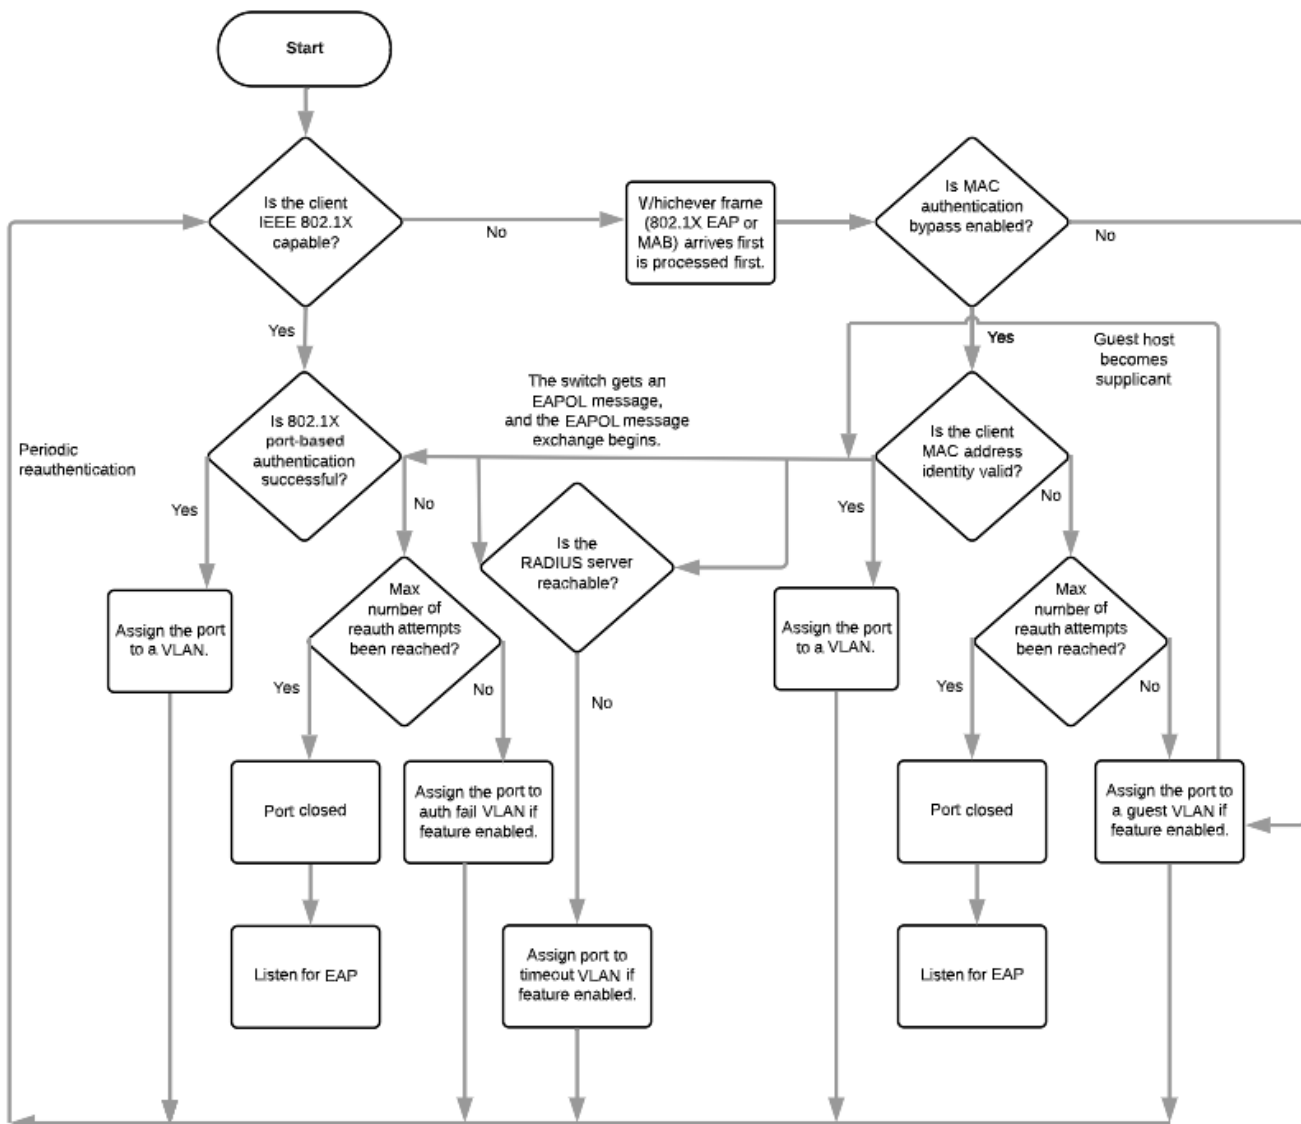 Start
Is the client
IEEE 802.1X
capable?
No
Whichever frame
(802.1X EAP or
MAB) arrives first
is processed first.
Is MAC
authentication
bypass enabled?
No
Yes
Yes
Guest host
becomes
supplicant
The switch gets an
EAPOL message,
and the EAPOL message
exchange begins.
Periodic
reauthentication
Is 802.1X
port-based
authentication
successful?
Is the client
MAC address
identity valid?
Yes
No
Yes
No
Is the
RADIUS server
reachable?
Assign the port
to a VLAN.
Max
number of
reauth attempts
been reached?
Assign the port
to a VLAN.
Max
number of
reauth attempts
been reached?
Yes
No
No
Yes
No
Port closed
Assign the port to
auth fail VLAN if
feature enabled.
Port closed
Assign the port to
a guest VLAN if
feature enabled.
Listen for EAP
Assign port to
timeout VLAN if
feature enabled.
Listen for EAP